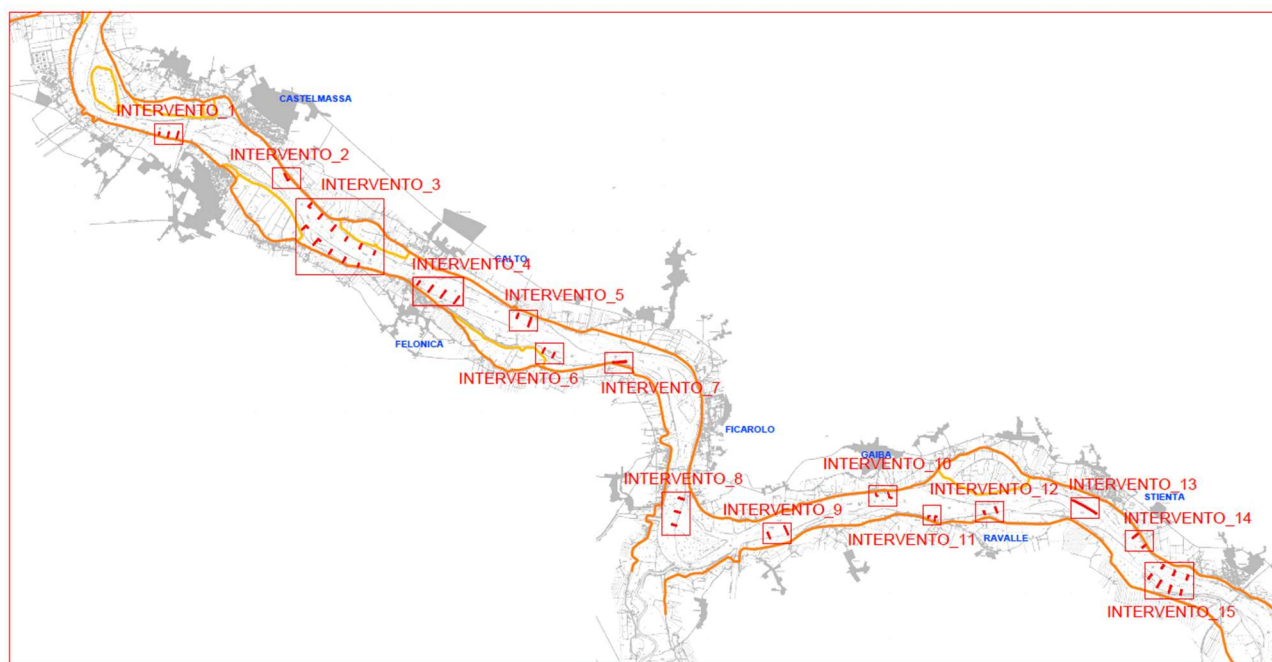 CASTELMASSA
INTERVENTO_1
INTERVENTO_2
INTERVENTO_3
INTERVENTO_4
CALTO
INTERVENTO_5
FELONICA
INTERVENTO_6
INTERVENTO_7
FICAROLO
GAIBA
INTERVENTO_10
INTERVENTO_8
INTERVENTO_12
INTERVENTO_13
STIENTA
INTERVENTO_9
INTERVENTO_14
INTERVENTO_11
RAVALLE
INTERVENTO_15